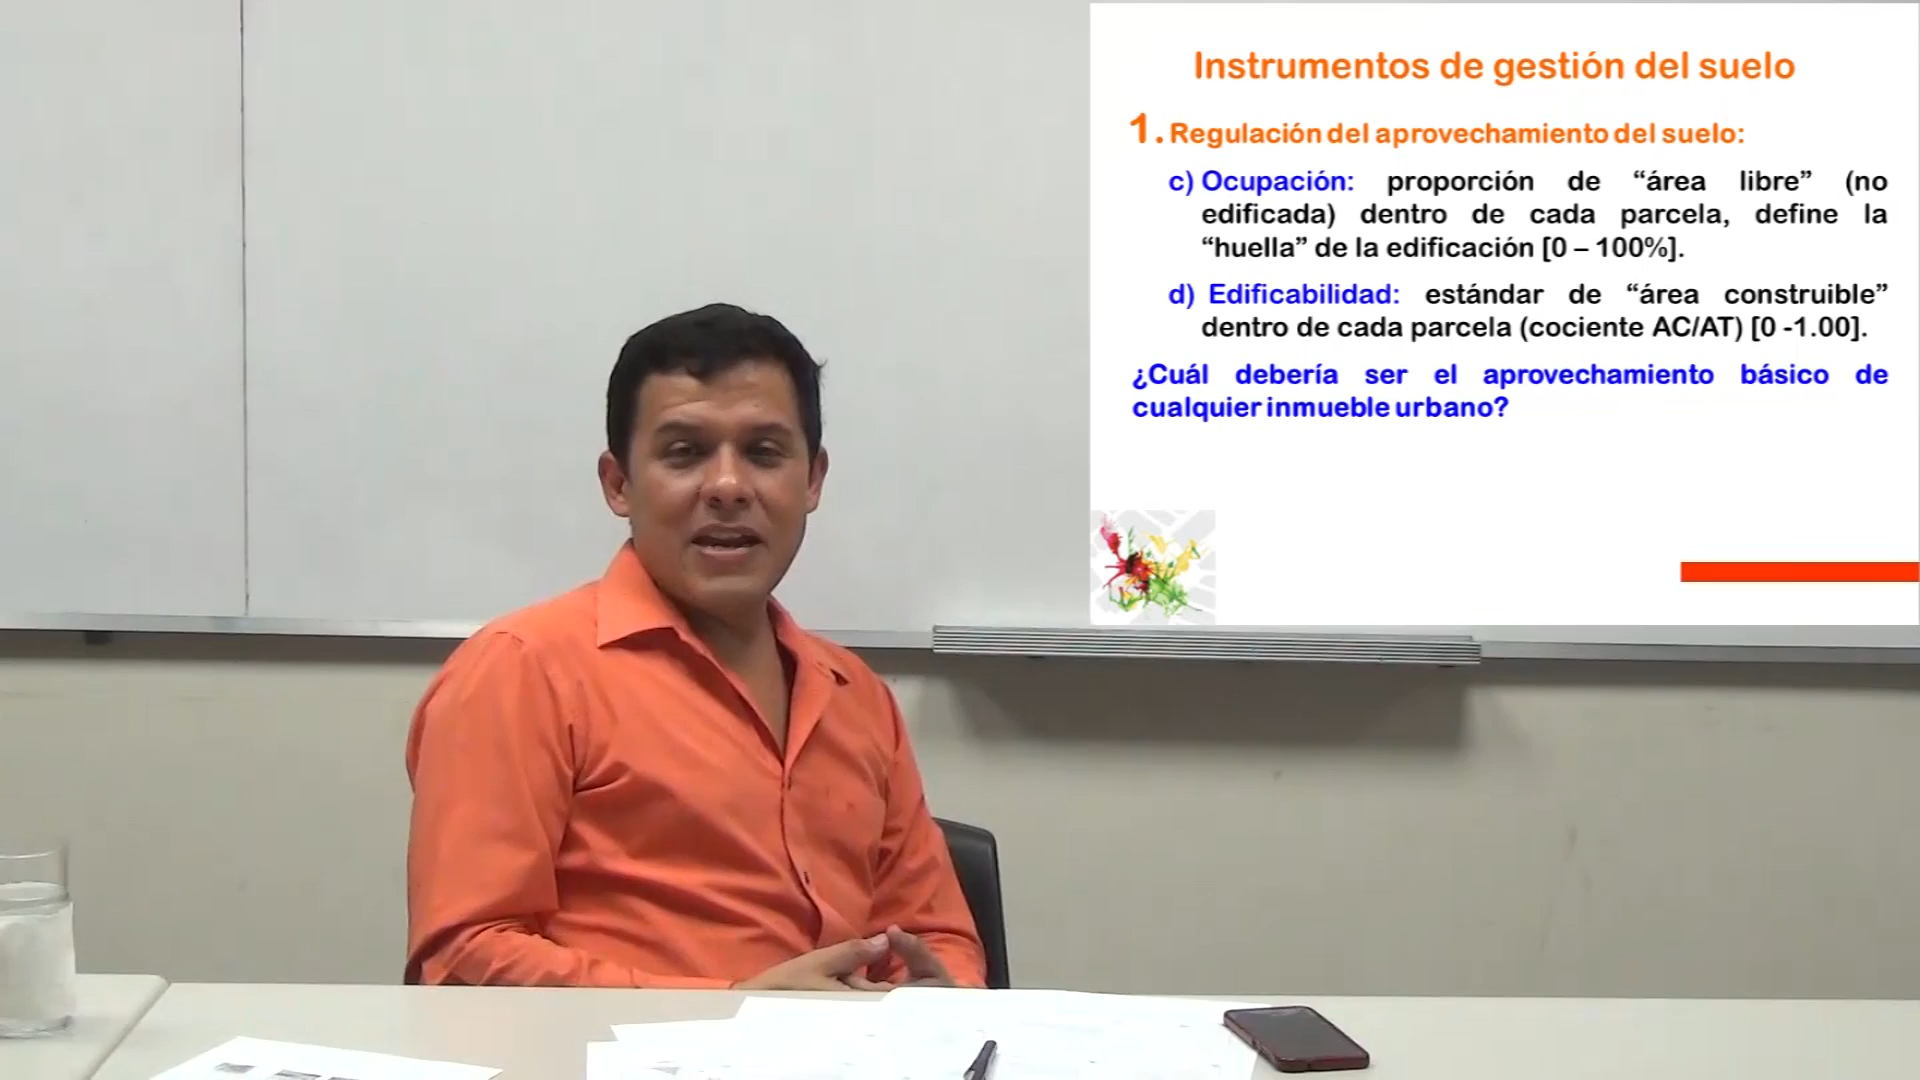 Instrumentos de gestión del suelo
1. Regulación del aprovechamiento del suelo:
c) Ocupación: proporción de “área libre” (no
edificada) dentro de cada parcela, define la
“huella” de la edificación [0 – 100%].
d) Edificabilidad: estándar de “área construible”
dentro de cada parcela (cociente AC/AT) [0 -1.00].
¿Cuál debería ser el aprovechamiento básico de
cualquier inmueble urbano?